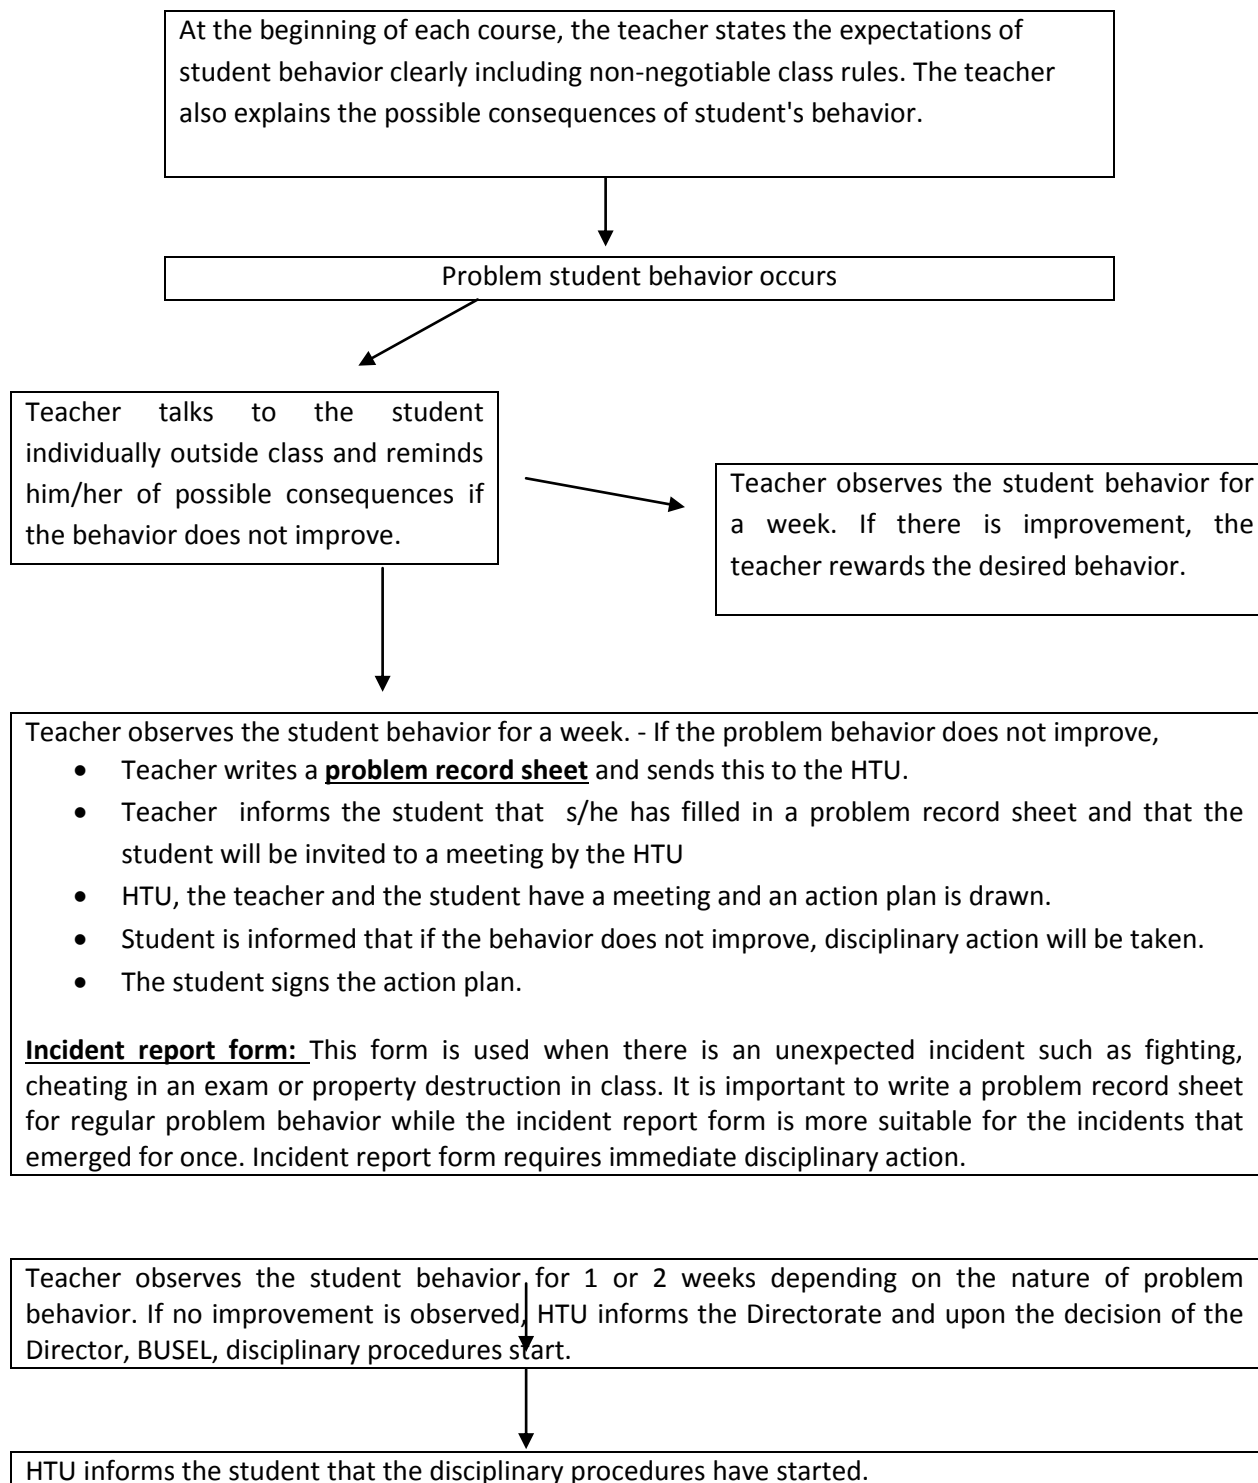 At the beginning of each course, the teacher states the expectations of
student behavior clearly including non-negotiable class rules. The teacher
also explains the possible consequences of student's behavior.
Problem student behavior occurs
Teacher talks to the student
individually outside class and reminds
him/her of possible consequences if
the behavior does not improve.
Teacher observes the student behavior for
a week. If there is improvement, the
teacher rewards the desired behavior.
Teacher observes the student behavior for a week. - If the problem behavior does not improve,
• Teacher writes a problem record sheet and sends this to the HTU.
• Teacher informs the student that s/he has filled in a problem record sheet and that the
student will be invited to a meeting by the HTU
• HTU, the teacher and the student have a meeting and an action plan is drawn.
• Student is informed that if the behavior does not improve, disciplinary action will be taken.
• The student signs the action plan.
Incident report form: This form is used when there is an unexpected incident such as fighting,
cheating in an exam or property destruction in class. It is important to write a problem record sheet
for regular problem behavior while the incident report form is more suitable for the incidents that
emerged for once. Incident report form requires immediate disciplinary action.
Teacher observes the student behavior for 1 or 2 weeks depending on the nature of problem
behavior. If no improvement is observed, HTU informs the Directorate and upon the decision of the
Director, BUSEL, disciplinary procedures start.
HTU informs the student that the disciplinary procedures have started.